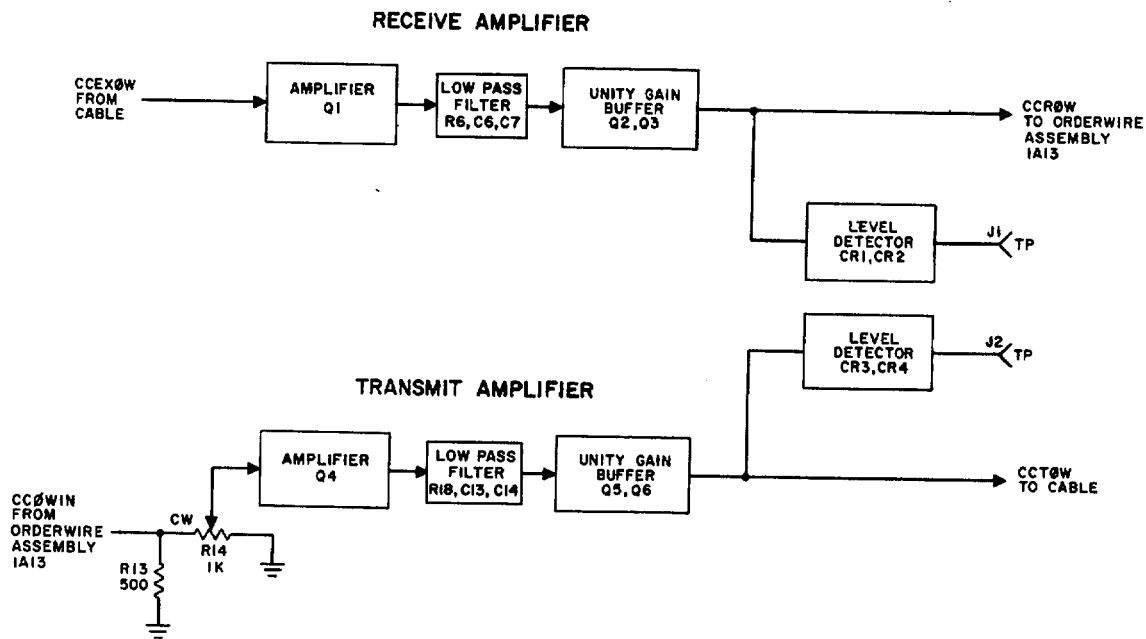 RECEIVE AMPLIFIER
CCEXØW
FROM
CABLE
AMPLIFIER
Q1
LOW PASS
FILTER
R6, C6, C7
UNITY GAIN
BUFFER
Q2, Q3
CCRØW
TO ORDERWIRE
ASSEMBLY
1A13
LEVEL
DETECTOR
CR1, CR2
J1
TP
LEVEL
DETECTOR
CR3, CR4
J2
TP
TRANSMIT AMPLIFIER
AMPLIFIER
Q4
LOW PASS
FILTER
R18, C13, C14
UNITY GAIN
BUFFER
Q5, Q6
CCTØW
TO CABLE
CCØWIN
FROM
ORDERWIRE
ASSEMBLY
1A13
CW
R14
1K
R13
500